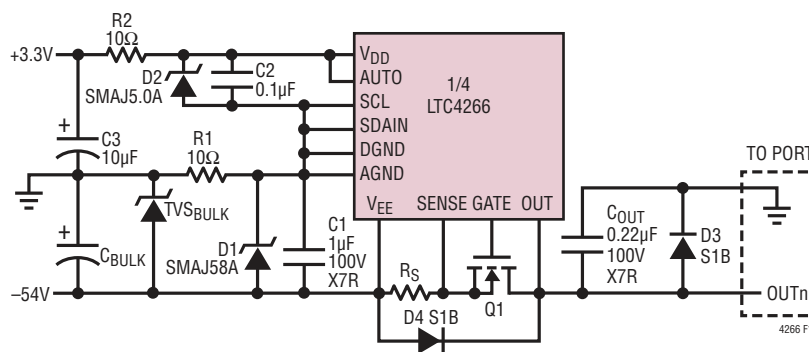 R2
10Ω
+3.3V
D2
SMAJ5.0A
C2
0.1µF
VDD
AUTO
SCL
SDAIN
DGND
AGND
1/4
LTC4266
VEE
SENSE
GATE
OUT
+
C3
10µF
R1
10Ω
TVSBULK
+
CBULK
D1
SMAJ58A
C1
1µF
100V
X7R
–54V
RS
Q1
D4 S1B
COUT
0.22µF
100V
X7R
D3
S1B
TO PORT
OUTn
4266 F